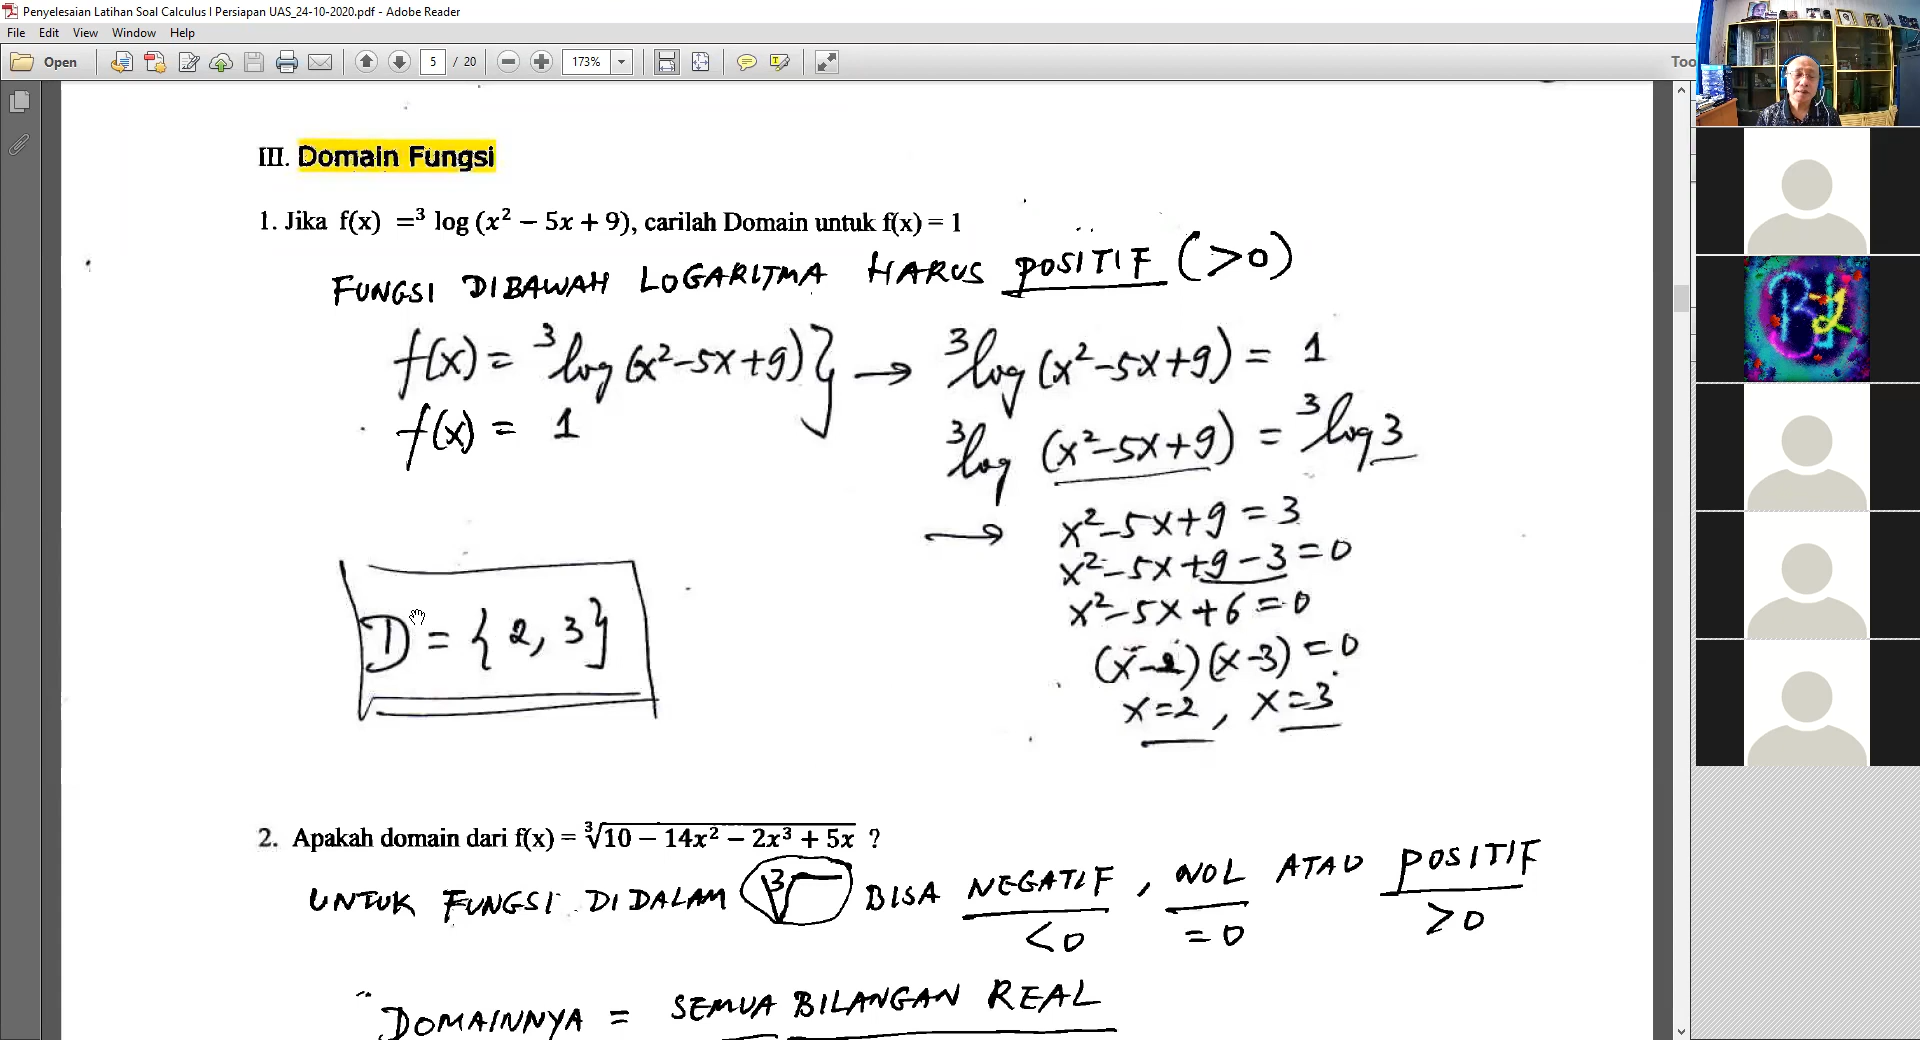 Penyelesaian Latihan Soal Calculus I Persiapan UAS_24-10-2020.pdf - Adobe Reader
File Edit View Window Help
Open 5 / 20 173% Too
III. Domain Fungsi
1. Jika f(x) =³ log (x² − 5x + 9), carilah Domain untuk f(x) = 1
FUNGSI DIBAWAH LOGARITMA HARUS POSITIF (>0)
f(x) = ³log (x²-5x+9) } → ³log (x²-5x+9) = 1
f(x) = 1
³log (x²-5x+9) = ³log 3
→ x²-5x+9 = 3
x²-5x+9-3 = 0
x²-5x+6 = 0
(x-2)(x-3) = 0
x=2, x=3
D = {2, 3}
2. Apakah domain dari f(x) = ∛(10 − 14x² − 2x³ + 5x) ?
UNTUK FUNGSI DIDALAM ∛ BISA NEGATIF, NOL ATAU POSITIF
<0 =0 >0
DOMAINNYA = SEMUA BILANGAN REAL